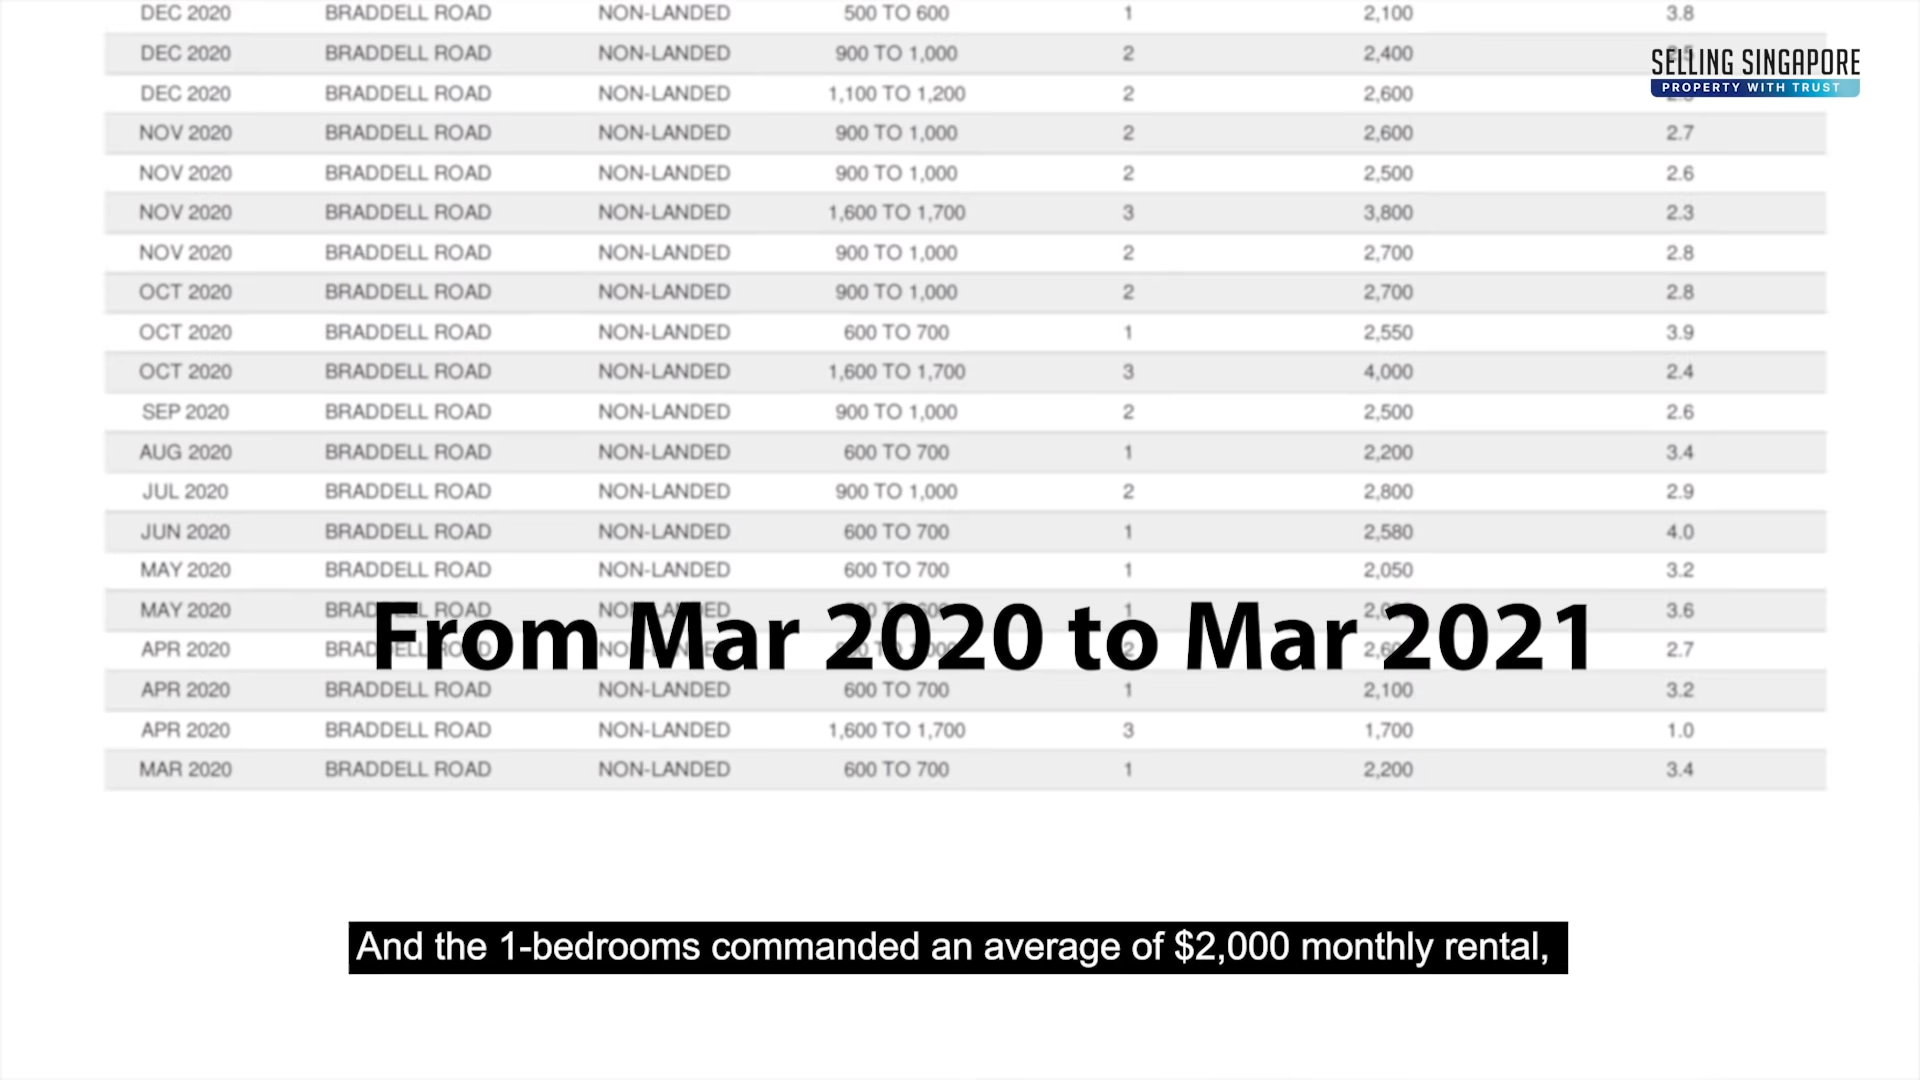 DEC 2020 BRADDELL ROAD NON-LANDED 500 TO 600 1 2,100 3.8
DEC 2020 BRADDELL ROAD NON-LANDED 900 TO 1,000 2 2,400
SELLING SINGAPORE
PROPERTY WITH TRUST
DEC 2020 BRADDELL ROAD NON-LANDED 1,100 TO 1,200 2 2,600
NOV 2020 BRADDELL ROAD NON-LANDED 900 TO 1,000 2 2,600 2.7
NOV 2020 BRADDELL ROAD NON-LANDED 900 TO 1,000 2 2,500 2.6
NOV 2020 BRADDELL ROAD NON-LANDED 1,600 TO 1,700 3 3,800 2.3
NOV 2020 BRADDELL ROAD NON-LANDED 900 TO 1,000 2 2,700 2.8
OCT 2020 BRADDELL ROAD NON-LANDED 900 TO 1,000 2 2,700 2.8
OCT 2020 BRADDELL ROAD NON-LANDED 600 TO 700 1 2,550 3.9
OCT 2020 BRADDELL ROAD NON-LANDED 1,600 TO 1,700 3 4,000 2.4
SEP 2020 BRADDELL ROAD NON-LANDED 900 TO 1,000 2 2,500 2.6
AUG 2020 BRADDELL ROAD NON-LANDED 600 TO 700 1 2,200 3.4
JUL 2020 BRADDELL ROAD NON-LANDED 900 TO 1,000 2 2,800 2.9
JUN 2020 BRADDELL ROAD NON-LANDED 600 TO 700 1 2,580 4.0
MAY 2020 BRADDELL ROAD NON-LANDED 600 TO 700 1 2,050 3.2
MAY 2020 BRADDELL ROAD NON-LANDED 1 3.6
From Mar 2020 to Mar 2021
APR 2020 BRADDELL ROAD 2 2.7
APR 2020 BRADDELL ROAD NON-LANDED 600 TO 700 1 2,100 3.2
APR 2020 BRADDELL ROAD NON-LANDED 1,600 TO 1,700 3 1,700 1.0
MAR 2020 BRADDELL ROAD NON-LANDED 600 TO 700 1 2,200 3.4
And the 1-bedrooms commanded an average of $2,000 monthly rental,